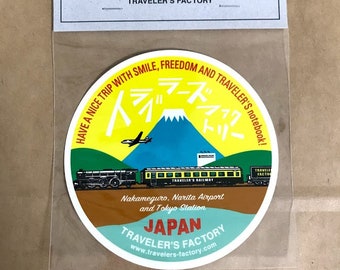 TRAVELER'S FACTORY
HAVE A NICE TRIP WITH SMILE, FREEDOM AND TRAVELER'S notebook!
トラベラーズファクトリー
TRAVELER'S RAILWAY
TRAVELER'S FACTORY
Nakameguro, Narita Airport
and Tokyo Station
JAPAN
TRAVELER'S FACTORY
www.travelers-factory.com